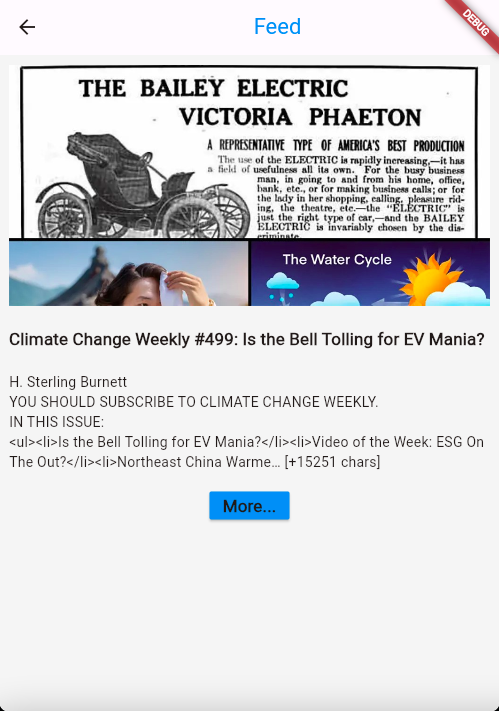 Feed
DEBUG
THE BAILEY ELECTRIC
VICTORIA PHAETON
A REPRESENTATIVE TYPE OF AMERICA'S BEST PRODUCTION
The use of the ELECTRIC is rapidly increasing,—it has
a field of usefulness all its own. For the busy business
man, in going to and from his home, office,
bank, etc., or for making business calls; or for
the lady in her shopping, calling, pleasure rid-
ing, the theatre, etc.—the "ELECTRIC" is
just the right type of car,—and the BAILEY
ELECTRIC is invariably chosen by the dis-
criminate
The Water Cycle
Climate Change Weekly #499: Is the Bell Tolling for EV Mania?
H. Sterling Burnett
YOU SHOULD SUBSCRIBE TO CLIMATE CHANGE WEEKLY.
IN THIS ISSUE:
<ul><li>Is the Bell Tolling for EV Mania?</li><li>Video of the Week: ESG On
The Out?</li><li>Northeast China Warme… [+15251 chars]
More...